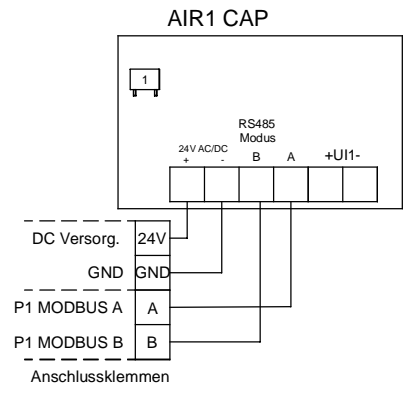 AIR1 CAP
1
RS485
Modus
24V AC/DC
+ - B A +UI1-
DC Versorg. 24V
GND GND
P1 MODBUS A A
P1 MODBUS B B
Anschlussklemmen